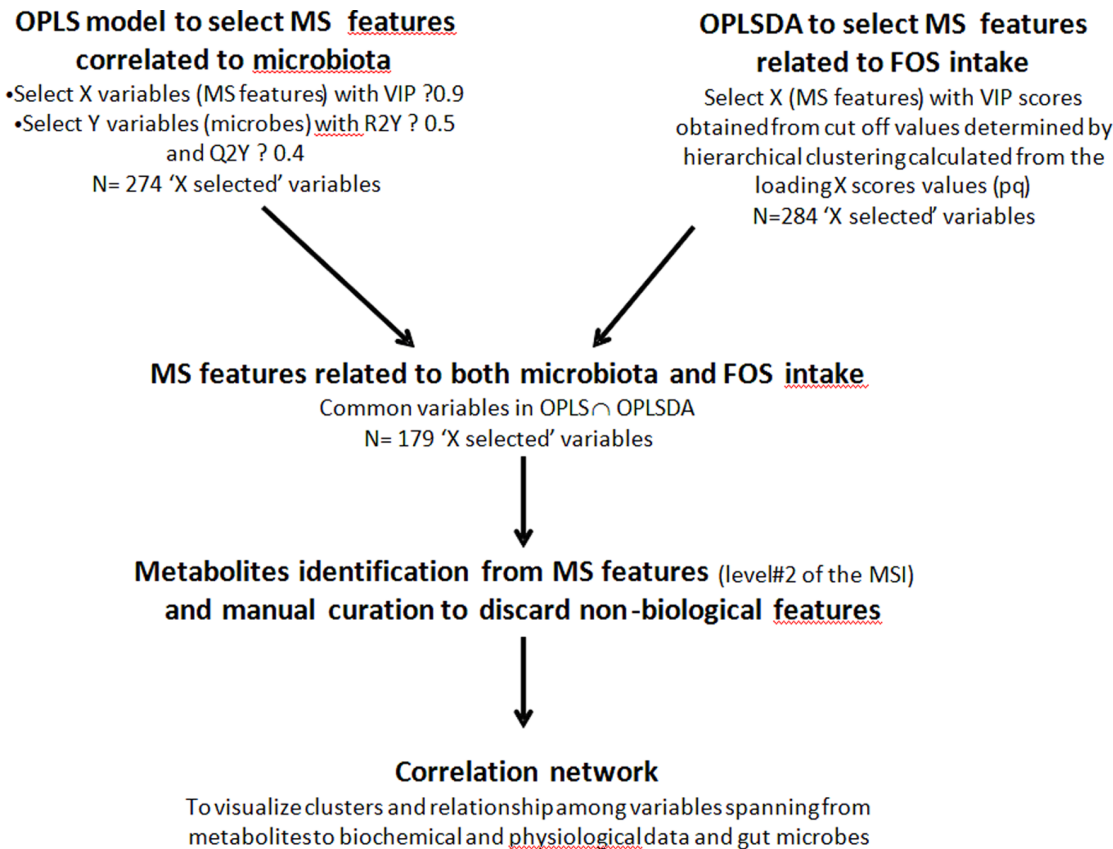 OPLS model to select MS features
correlated to microbiota
•Select X variables (MS features) with VIP ?0.9
•Select Y variables (microbes) with R2Y ? 0.5
and Q2Y ? 0.4
N= 274 ‘X selected’ variables
OPLSDA to select MS features
related to FOS intake
Select X (MS features) with VIP scores
obtained from cut off values determined by
hierarchical clustering calculated from the
loading X scores values (pq)
N=284 ‘X selected’ variables
MS features related to both microbiota and FOS intake
Common variables in OPLS∩ OPLSDA
N= 179 ‘X selected’ variables
Metabolites identification from MS features (level#2 of the MSI)
and manual curation to discard non-biological features
Correlation network
To visualize clusters and relationship among variables spanning from
metabolites to biochemical and physiological data and gut microbes